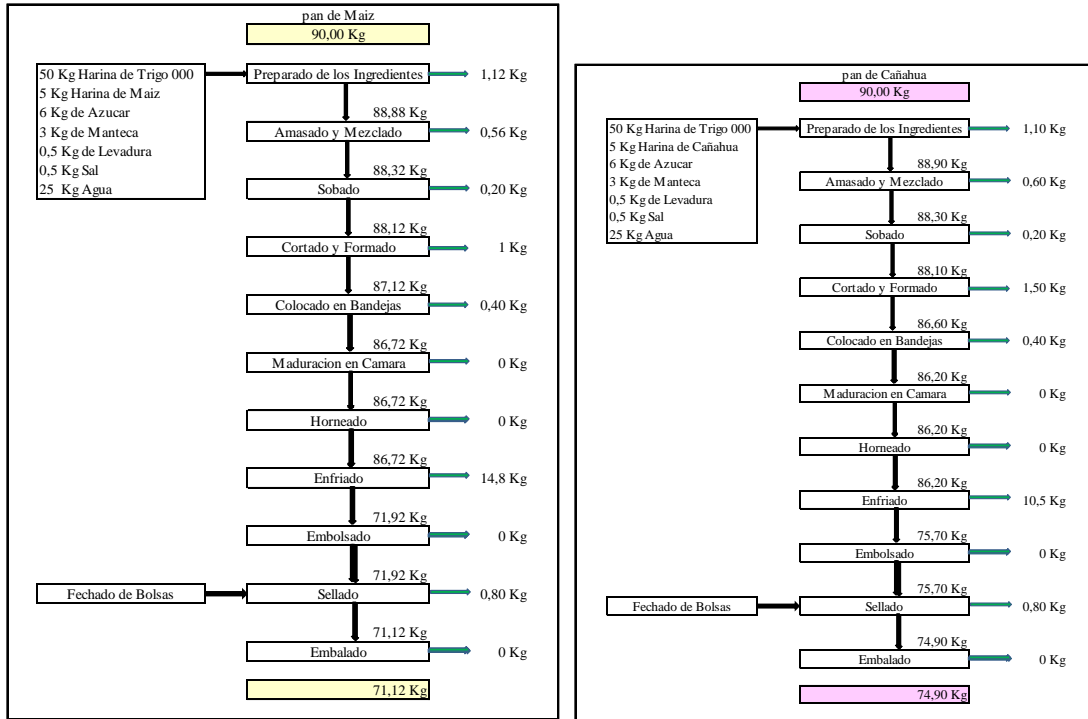 pan de Maiz
90,00 Kg
50 Kg Harina de Trigo 000
5 Kg Harina de Maiz
6 Kg de Azucar
3 Kg de Manteca
0,5 Kg de Levadura
0,5 Kg Sal
25 Kg Agua
Preparado de los Ingredientes
1,12 Kg
88,88 Kg
Amasado y Mezclado
0,56 Kg
88,32 Kg
Sobado
0,20 Kg
88,12 Kg
Cortado y Formado
1 Kg
87,12 Kg
Colocado en Bandejas
0,40 Kg
86,72 Kg
Maduracion en Camara
0 Kg
86,72 Kg
Horneado
0 Kg
86,72 Kg
Enfriado
14,8 Kg
71,92 Kg
Embolsado
0 Kg
71,92 Kg
Fechado de Bolsas
Sellado
0,80 Kg
71,12 Kg
Embalado
0 Kg
71,12 Kg
pan de Cañahua
90,00 Kg
50 Kg Harina de Trigo 000
5 Kg Harina de Cañahua
6 Kg de Azucar
3 Kg de Manteca
0,5 Kg de Levadura
0,5 Kg Sal
25 Kg Agua
Preparado de los Ingredientes
1,10 Kg
88,90 Kg
Amasado y Mezclado
0,60 Kg
88,30 Kg
Sobado
0,20 Kg
88,10 Kg
Cortado y Formado
1,50 Kg
86,60 Kg
Colocado en Bandejas
0,40 Kg
86,20 Kg
Maduracion en Camara
0 Kg
86,20 Kg
Horneado
0 Kg
86,20 Kg
Enfriado
10,5 Kg
75,70 Kg
Embolsado
0 Kg
75,70 Kg
Fechado de Bolsas
Sellado
0,80 Kg
74,90 Kg
Embalado
0 Kg
74,90 Kg